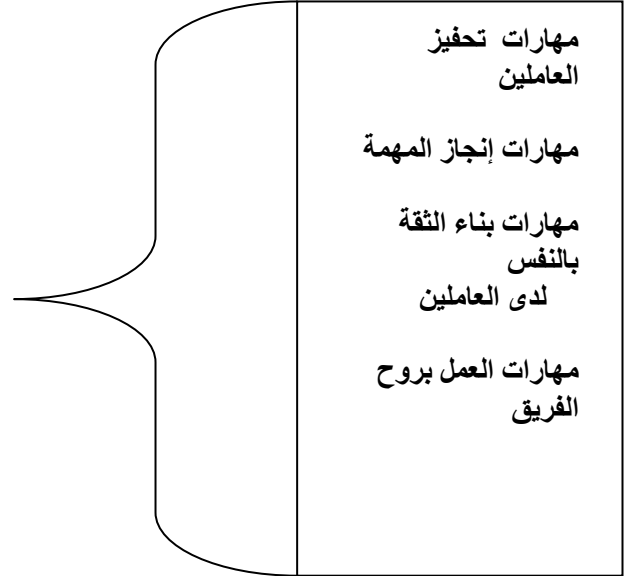 مهارات تحفيز
العاملين
مهارات إنجاز المهمة
مهارات بناء الثقة
بالنفس
لدى العاملين
مهارات العمل بروح
الفريق